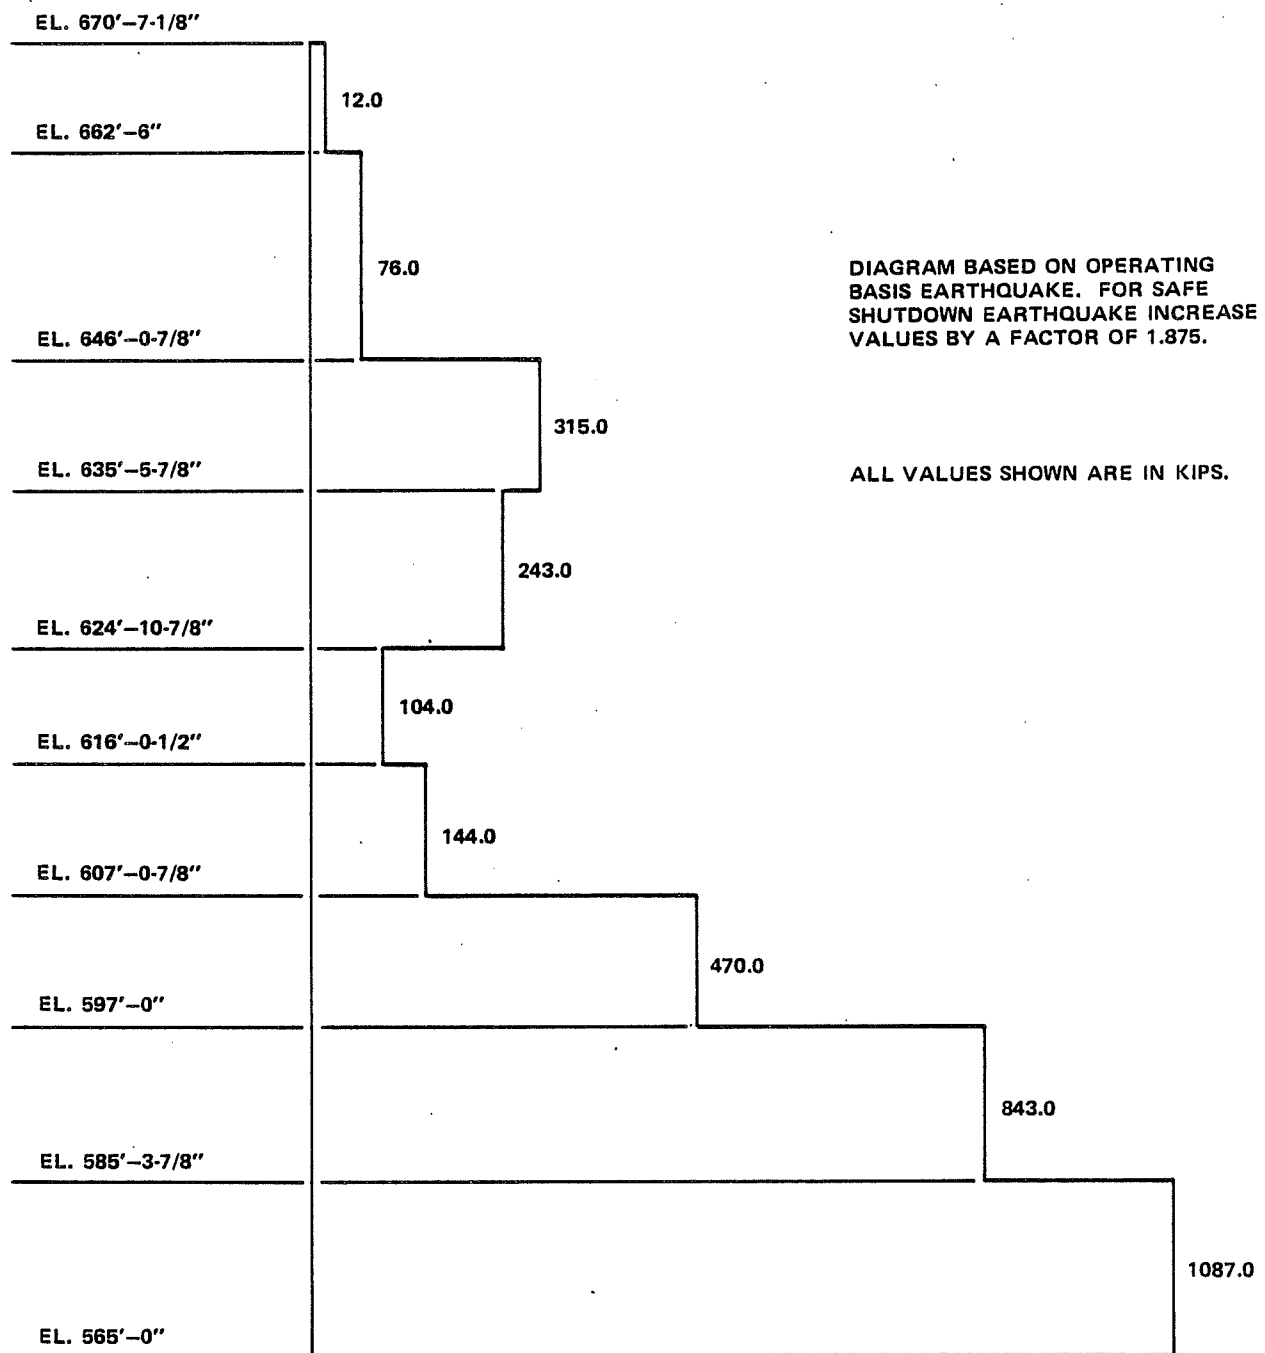 EL. 670'–7-1/8"
12.0
EL. 662'–6"
76.0
DIAGRAM BASED ON OPERATING
BASIS EARTHQUAKE. FOR SAFE
SHUTDOWN EARTHQUAKE INCREASE
VALUES BY A FACTOR OF 1.875.
EL. 646'–0-7/8"
315.0
EL. 635'–5-7/8"
ALL VALUES SHOWN ARE IN KIPS.
243.0
EL. 624'–10-7/8"
104.0
EL. 616'–0-1/2"
144.0
EL. 607'–0-7/8"
470.0
EL. 597'–0"
843.0
EL. 585'–3-7/8"
1087.0
EL. 565'–0"